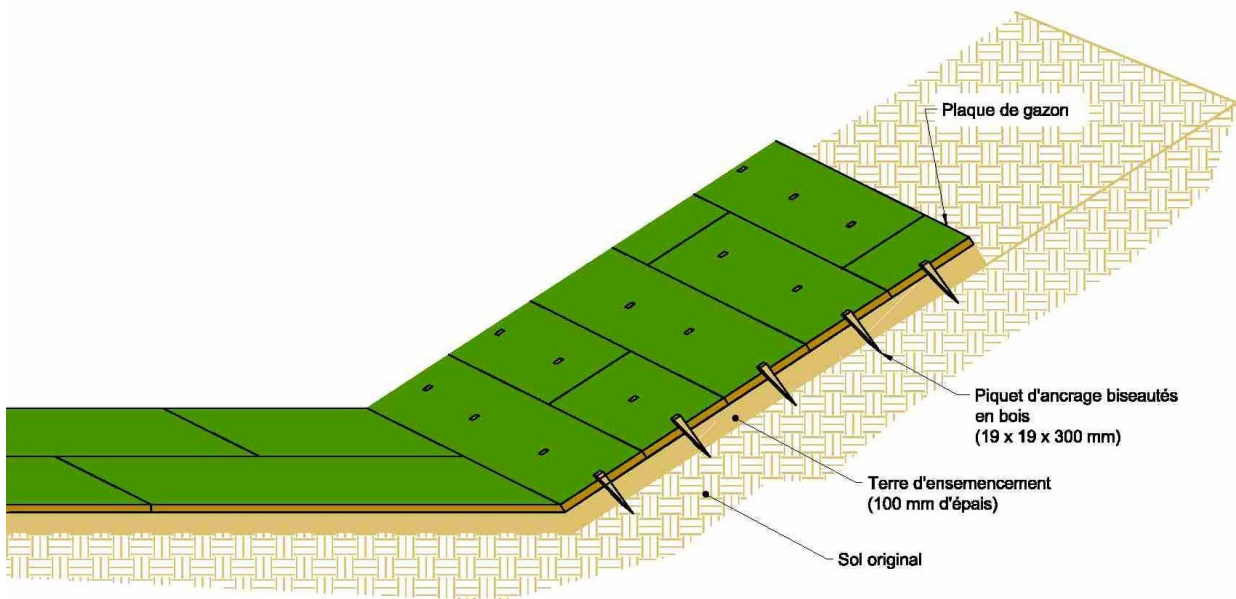 Plaque de gazon
Piquet d'ancrage biseautés
en bois
(19 x 19 x 300 mm)
Terre d'ensemencement
(100 mm d'épais)
Sol original